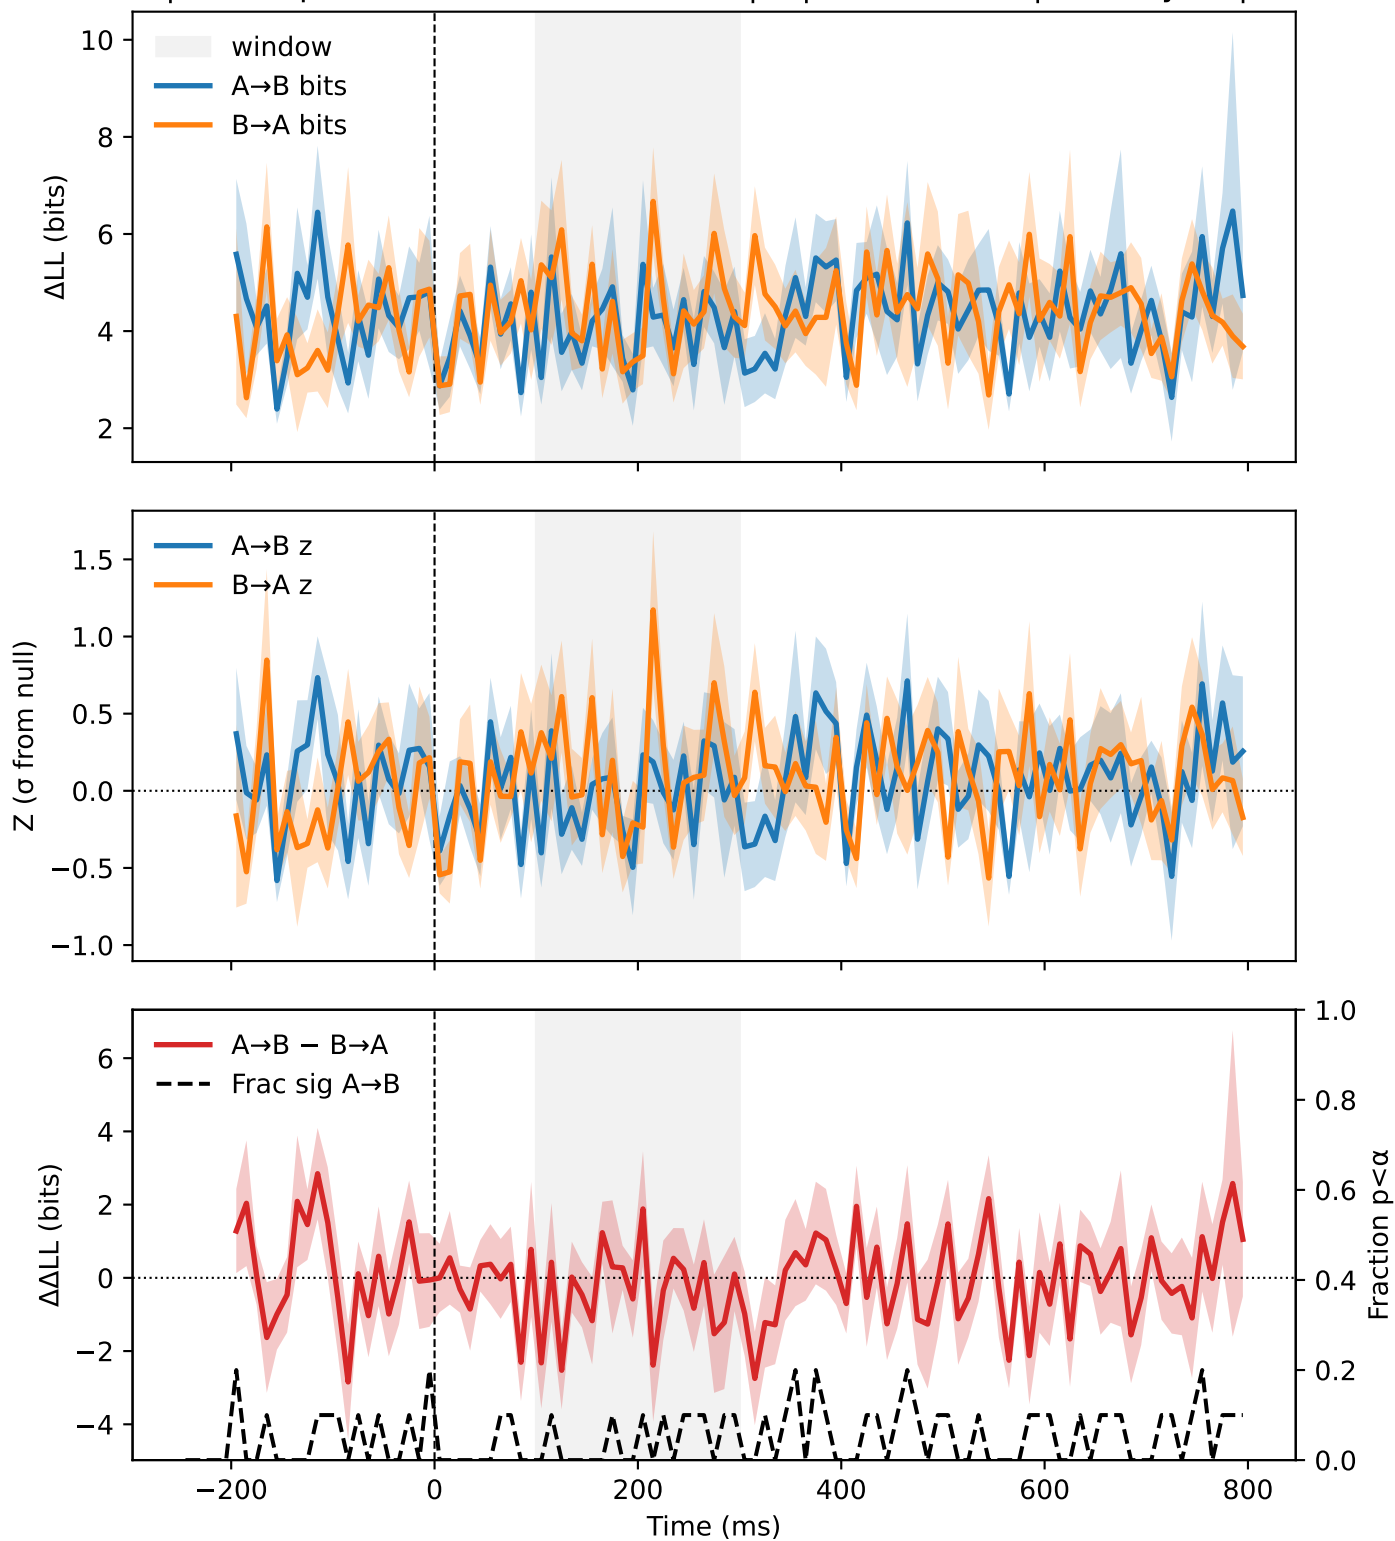 10
8
6
4
2
ΔLL (bits)
window
A→B bits
B→A bits
1.5
1.0
0.5
0.0
−0.5
−1.0
Z (σ from null)
A→B z
B→A z
6
4
2
0
−2
−4
ΔΔLL (bits)
A→B − B→A
Frac sig A→B
1.0
0.8
0.6
0.4
0.2
0.0
Fraction p<α
−200
0
200
400
600
800
Time (ms)